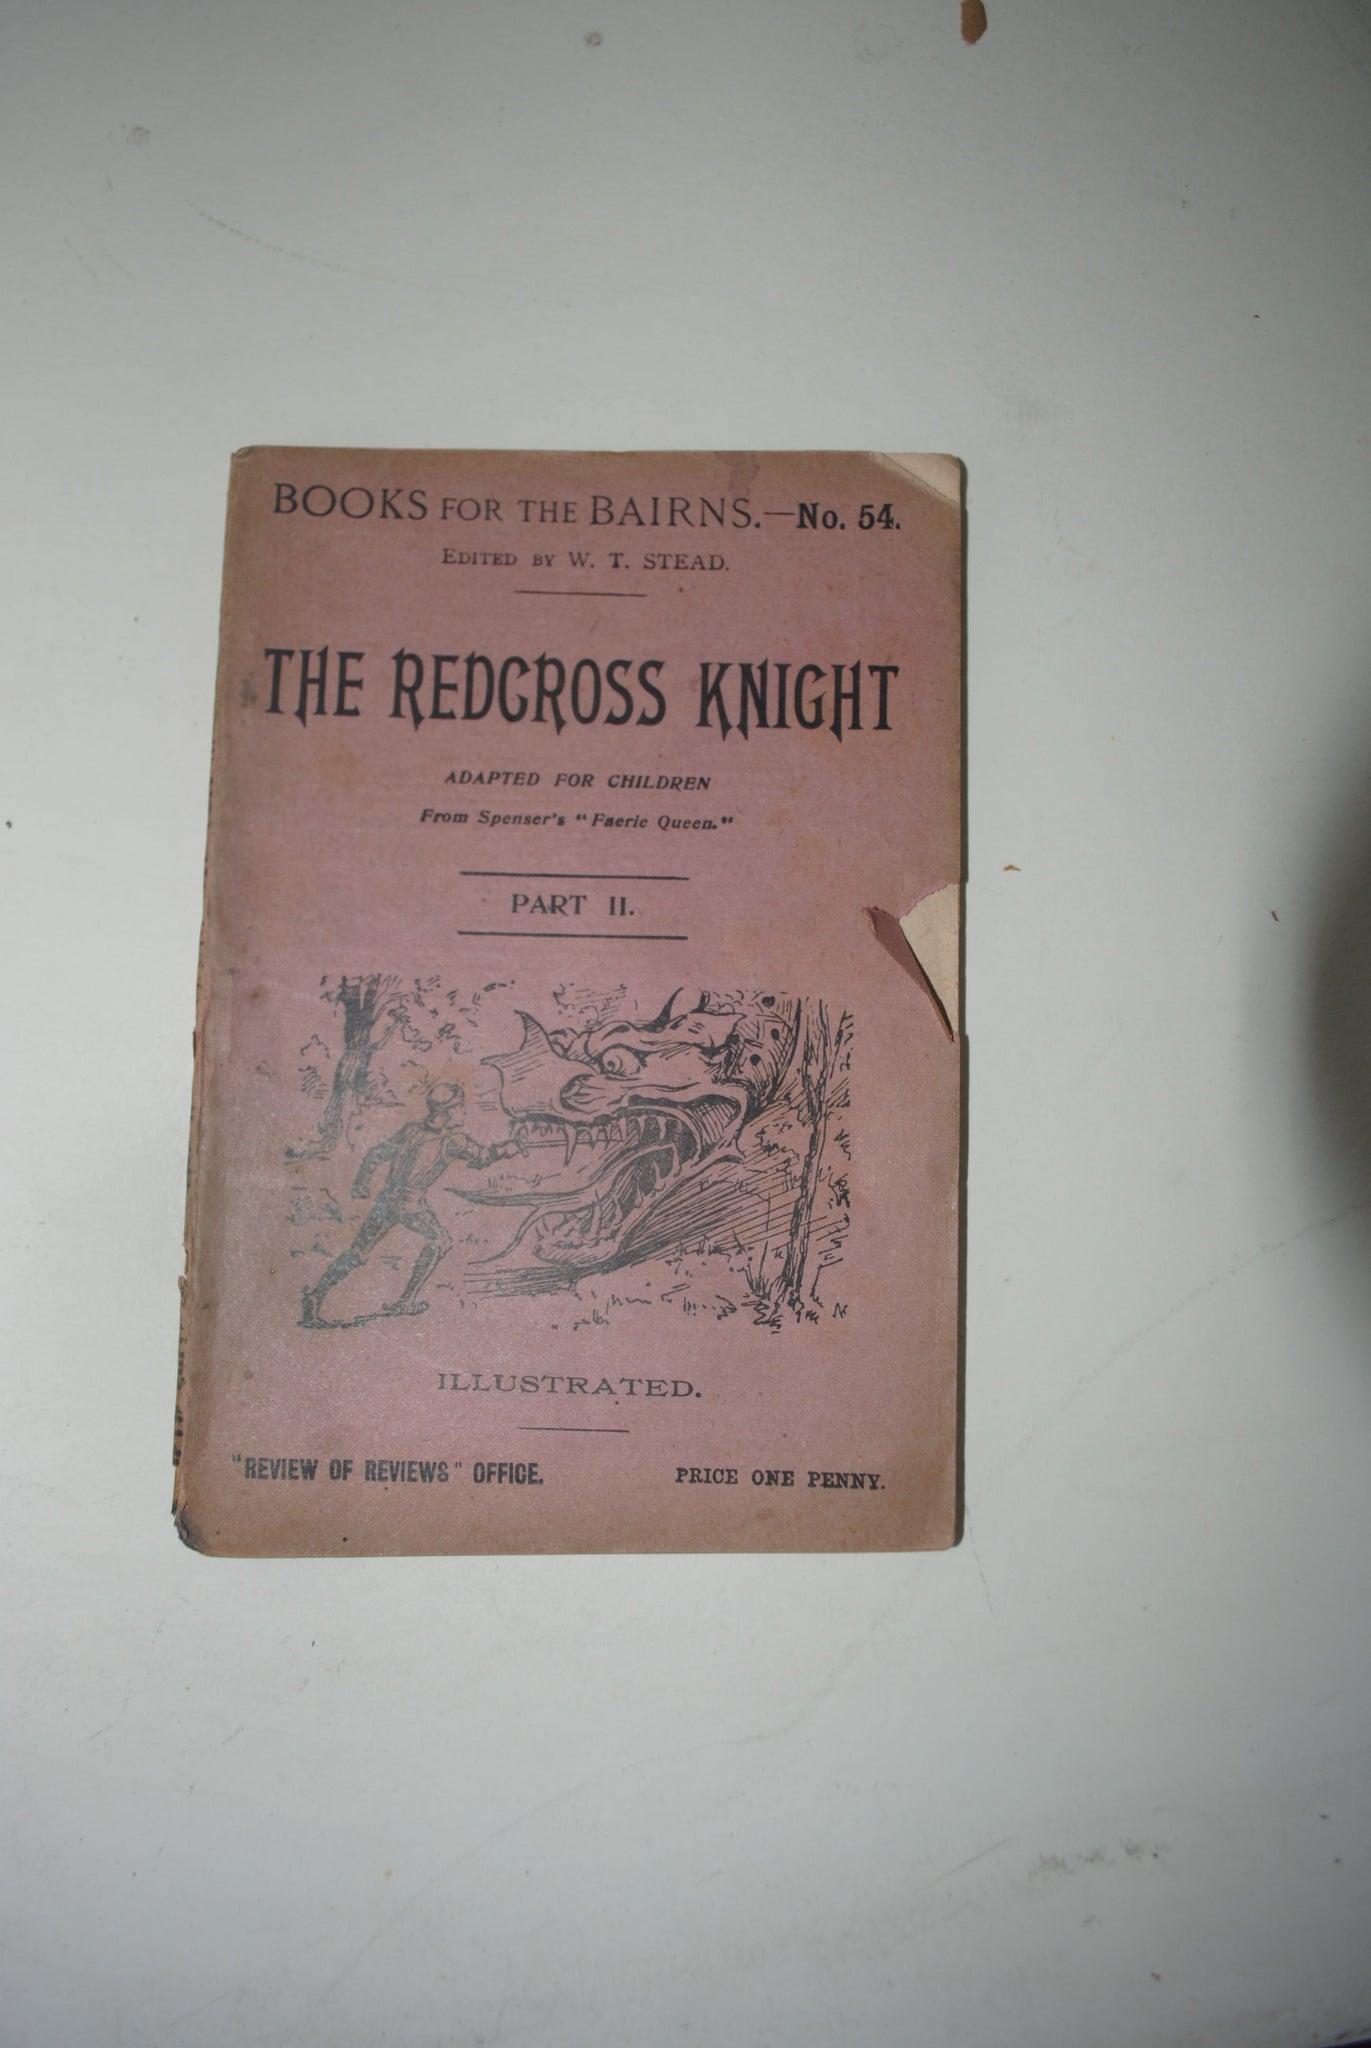 BOOKS FOR THE BAIRNS.—No. 54.
EDITED BY W. T. STEAD.
THE REDCROSS KNIGHT
ADAPTED FOR CHILDREN
From Spenser's "Faerie Queen."
PART II.
ILLUSTRATED.
"REVIEW OF REVIEWS" OFFICE. PRICE ONE PENNY.